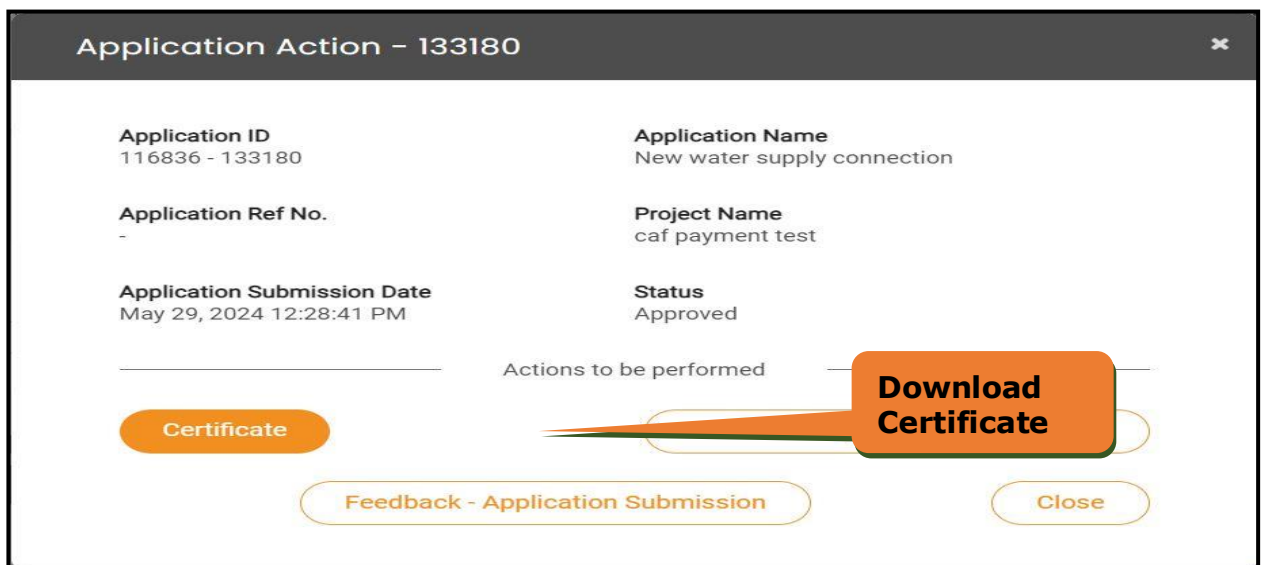 Application Action - 133180
Application ID
116836 - 133180
Application Name
New water supply connection
Application Ref No.
-
Project Name
caf payment test
Application Submission Date
May 29, 2024 12:28:41 PM
Status
Approved
Actions to be performed
Download
Certificate
Certificate
Feedback - Application Submission
Close